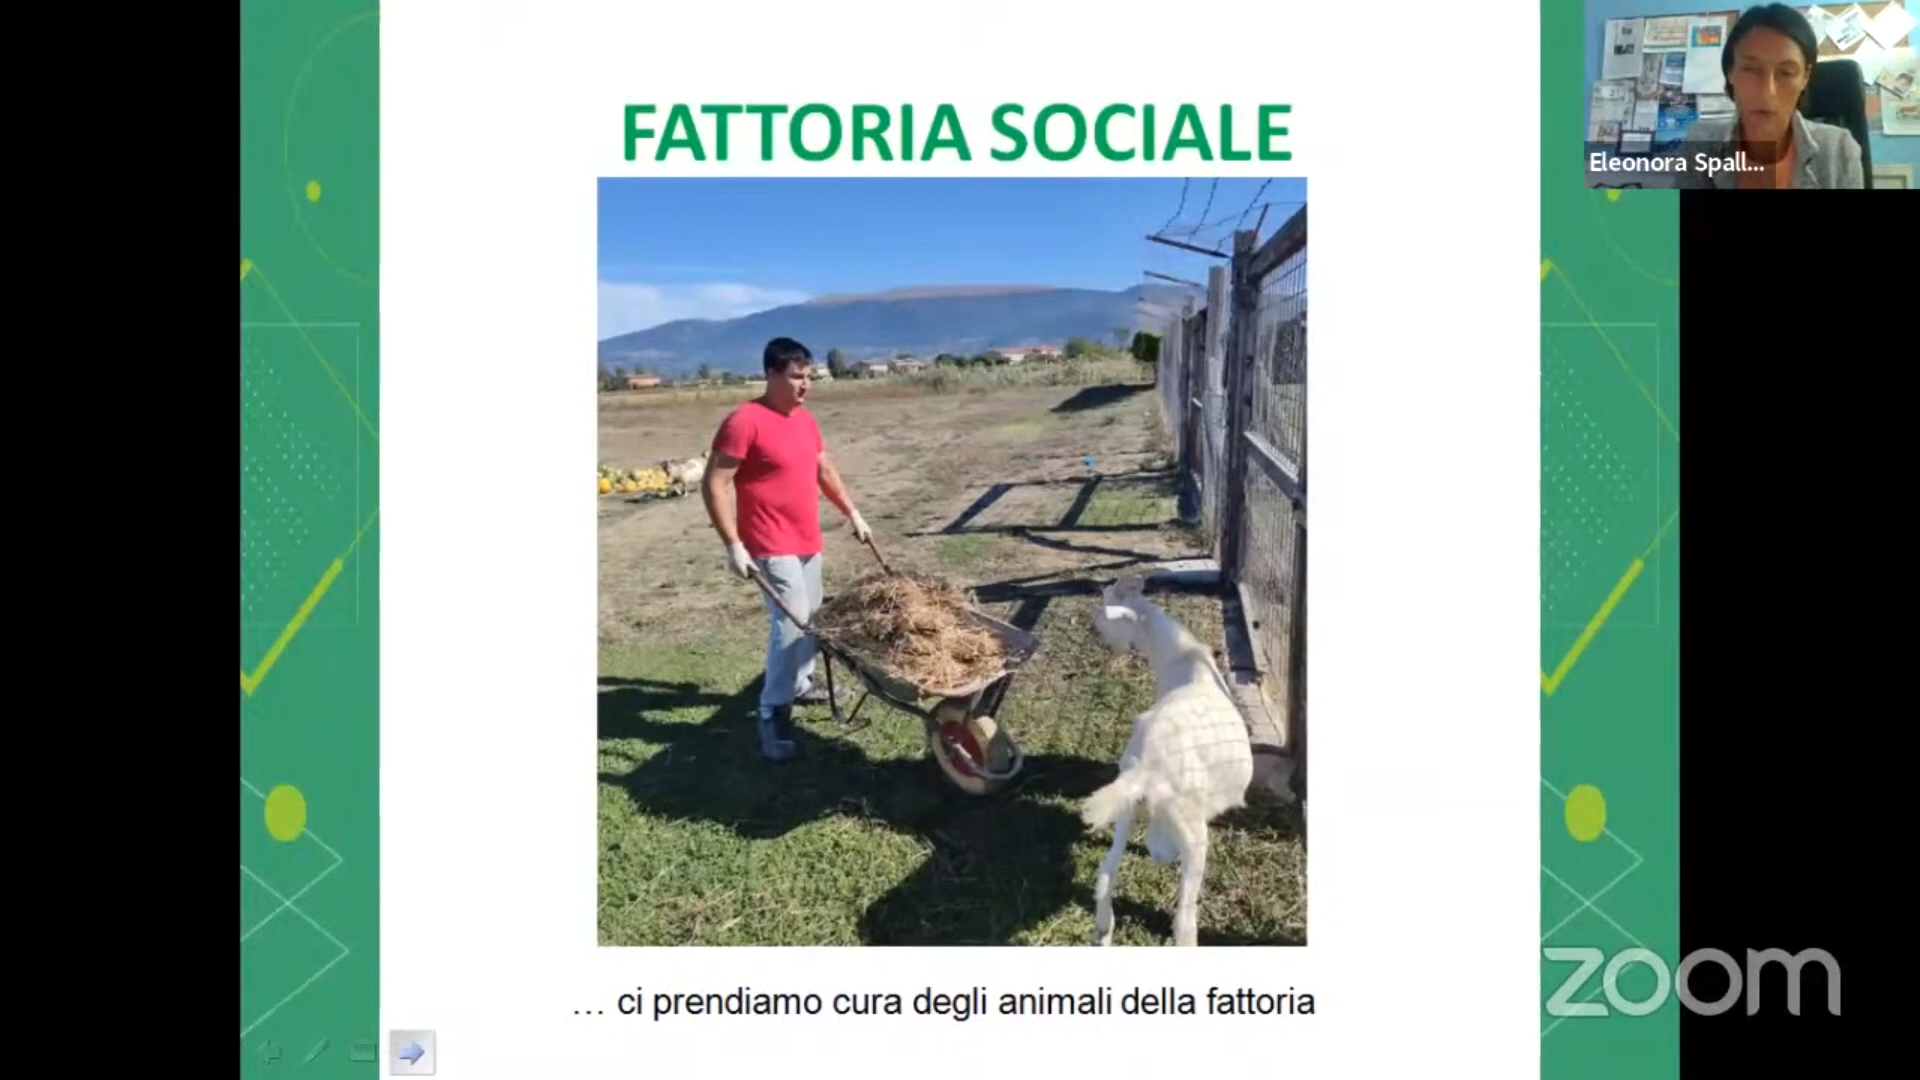 FATTORIA SOCIALE
Eleonora Spall...
... ci prendiamo cura degli animali della fattoria
zoom